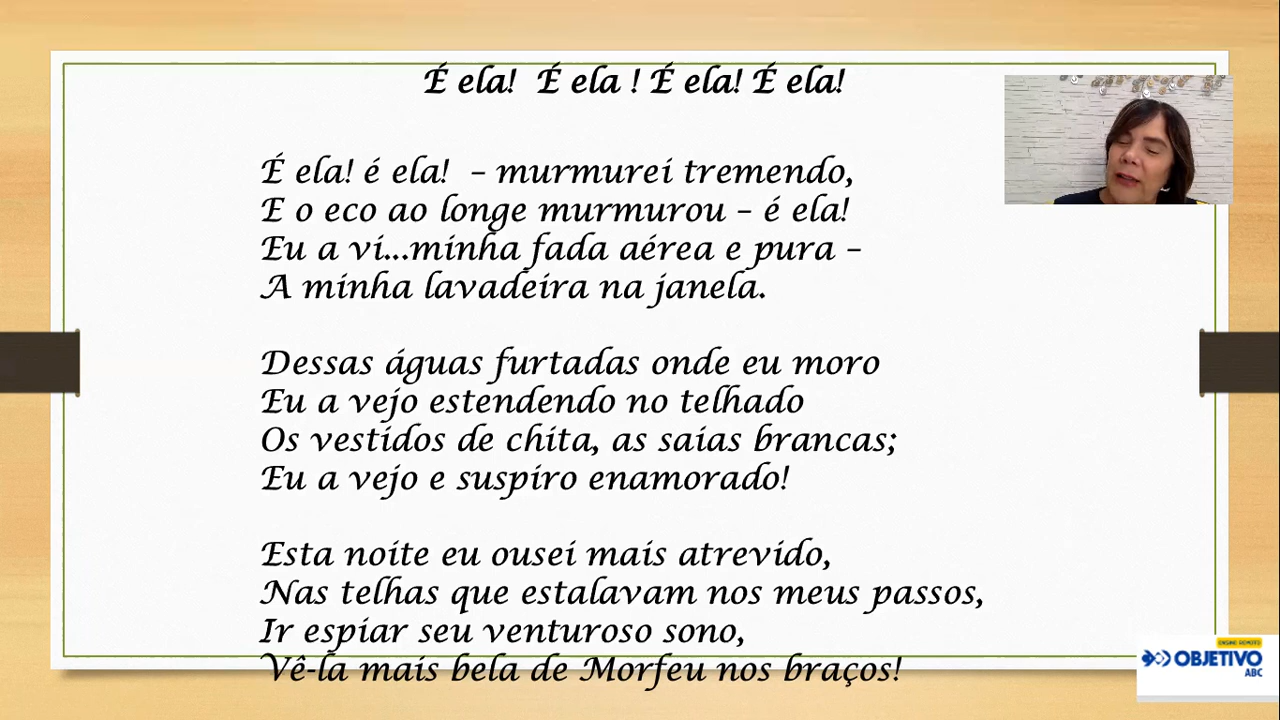 É ela!  É ela ! É ela! É ela!
É ela! é ela!  – murmurei tremendo,
E o eco ao longe murmurou – é ela!
Eu a vi...minha fada aérea e pura –
A minha lavadeira na janela.
Dessas águas furtadas onde eu moro
Eu a vejo estendendo no telhado
Os vestidos de chita, as saias brancas;
Eu a vejo e suspiro enamorado!
Esta noite eu ousei mais atrevido,
Nas telhas que estalavam nos meus passos,
Ir espiar seu venturoso sono,
Vê-la mais bela de Morfeu nos braços!
ENSINO REMOTO
OBJETIVO
ABC